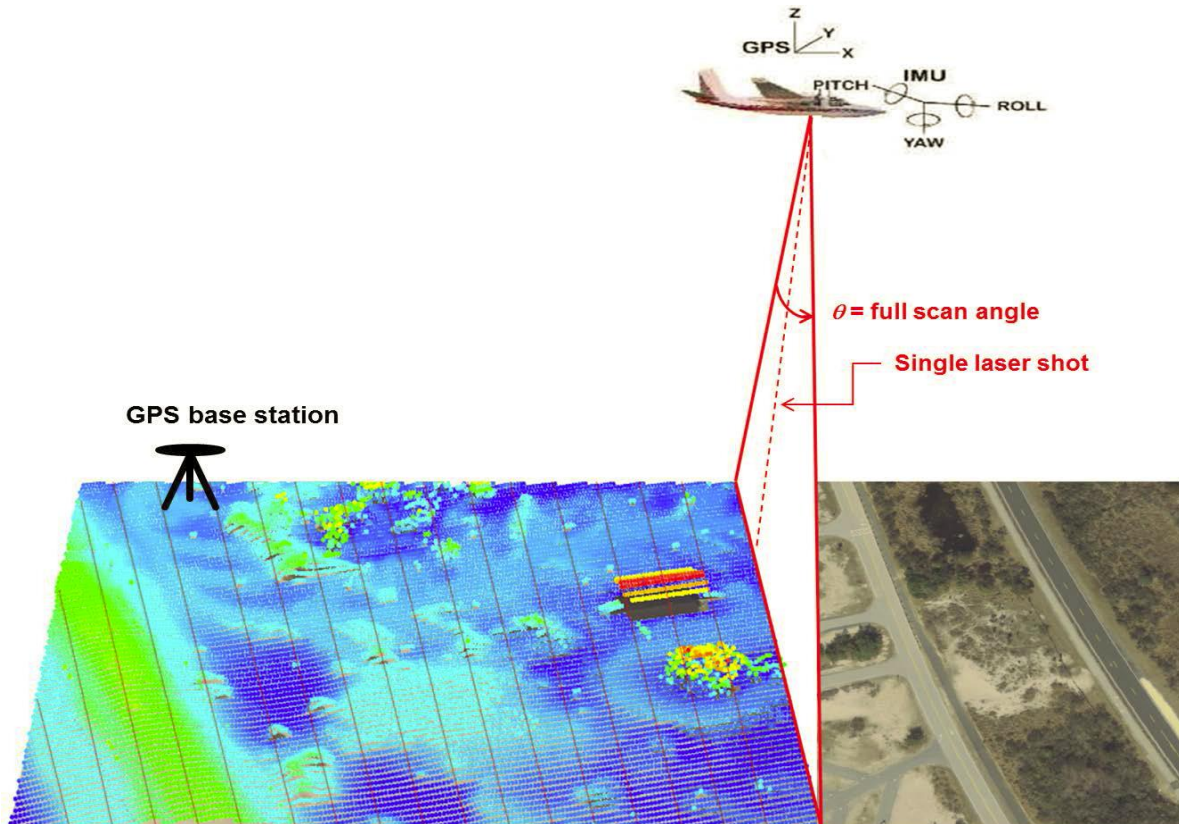 Z
Y
GPS
X
PITCH
IMU
ROLL
YAW
θ = full scan angle
Single laser shot
GPS base station